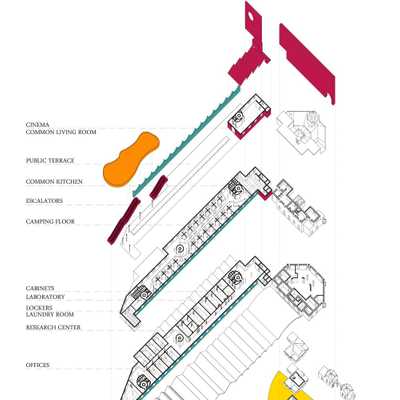 CINEMA
COMMON LIVING ROOM
PUBLIC TERRACE
COMMON KITCHEN
ESCALATORS
CAMPING FLOOR
CABINETS
LABORATORY
LOCKERS
LAUNDRY ROOM
RESEARCH CENTER
OFFICES